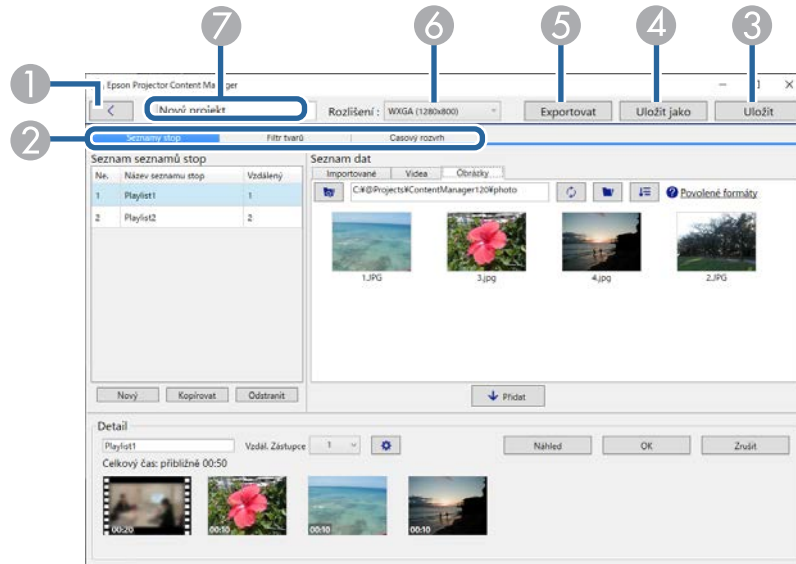 7 6 5 4 3
1 Epson Projector Content Manager
Nový projekt Rozlišení : WXGA (1280x800) Exportovat Uložit jako Uložit
2 Seznamy stop Filtr tvarů Časový rozvrh
Seznam seznamů stop Seznam dat
Ne. Název seznamu stop Vzdálený Importované Videa Obrázky
1 Playlist1 1 C:¥@Projects¥ContentManager120¥photo Povolené formáty
2 Playlist2 2
1.JPG 3.jpg 4.jpg 2.JPG
Nový Kopírovat Odstranit Přidat
Detail
Playlist1 Vzdál. Zástupce 1 Náhled OK Zrušit
Celkový čas: přibližně 00:50
00:20 00:10 00:10 00:10